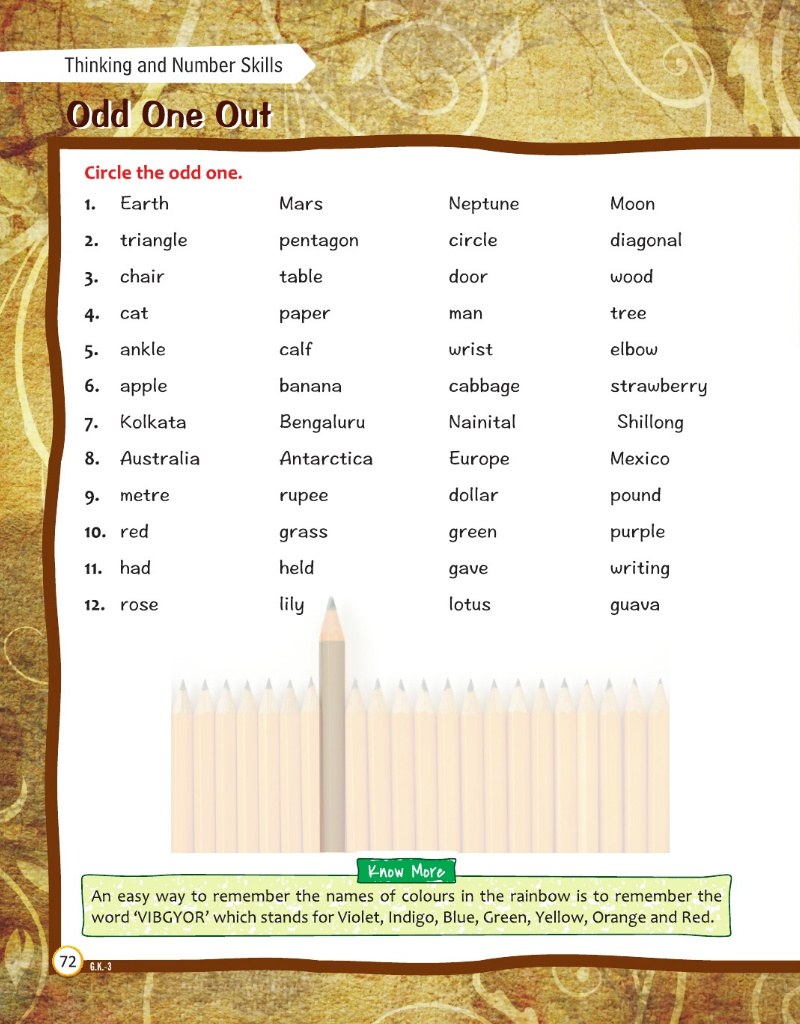 Thinking and Number Skills
Odd One Out
Circle the odd one.
1. Earth Mars Neptune Moon
2. triangle pentagon circle diagonal
3. chair table door wood
4. cat paper man tree
5. ankle calf wrist elbow
6. apple banana cabbage strawberry
7. Kolkata Bengaluru Nainital Shillong
8. Australia Antarctica Europe Mexico
9. metre rupee dollar pound
10. red grass green purple
11. had held gave writing
12. rose lily lotus guava
Know More
An easy way to remember the names of colours in the rainbow is to remember the
word ‘VIBGYOR’ which stands for Violet, Indigo, Blue, Green, Yellow, Orange and Red.
72 G.K.-3